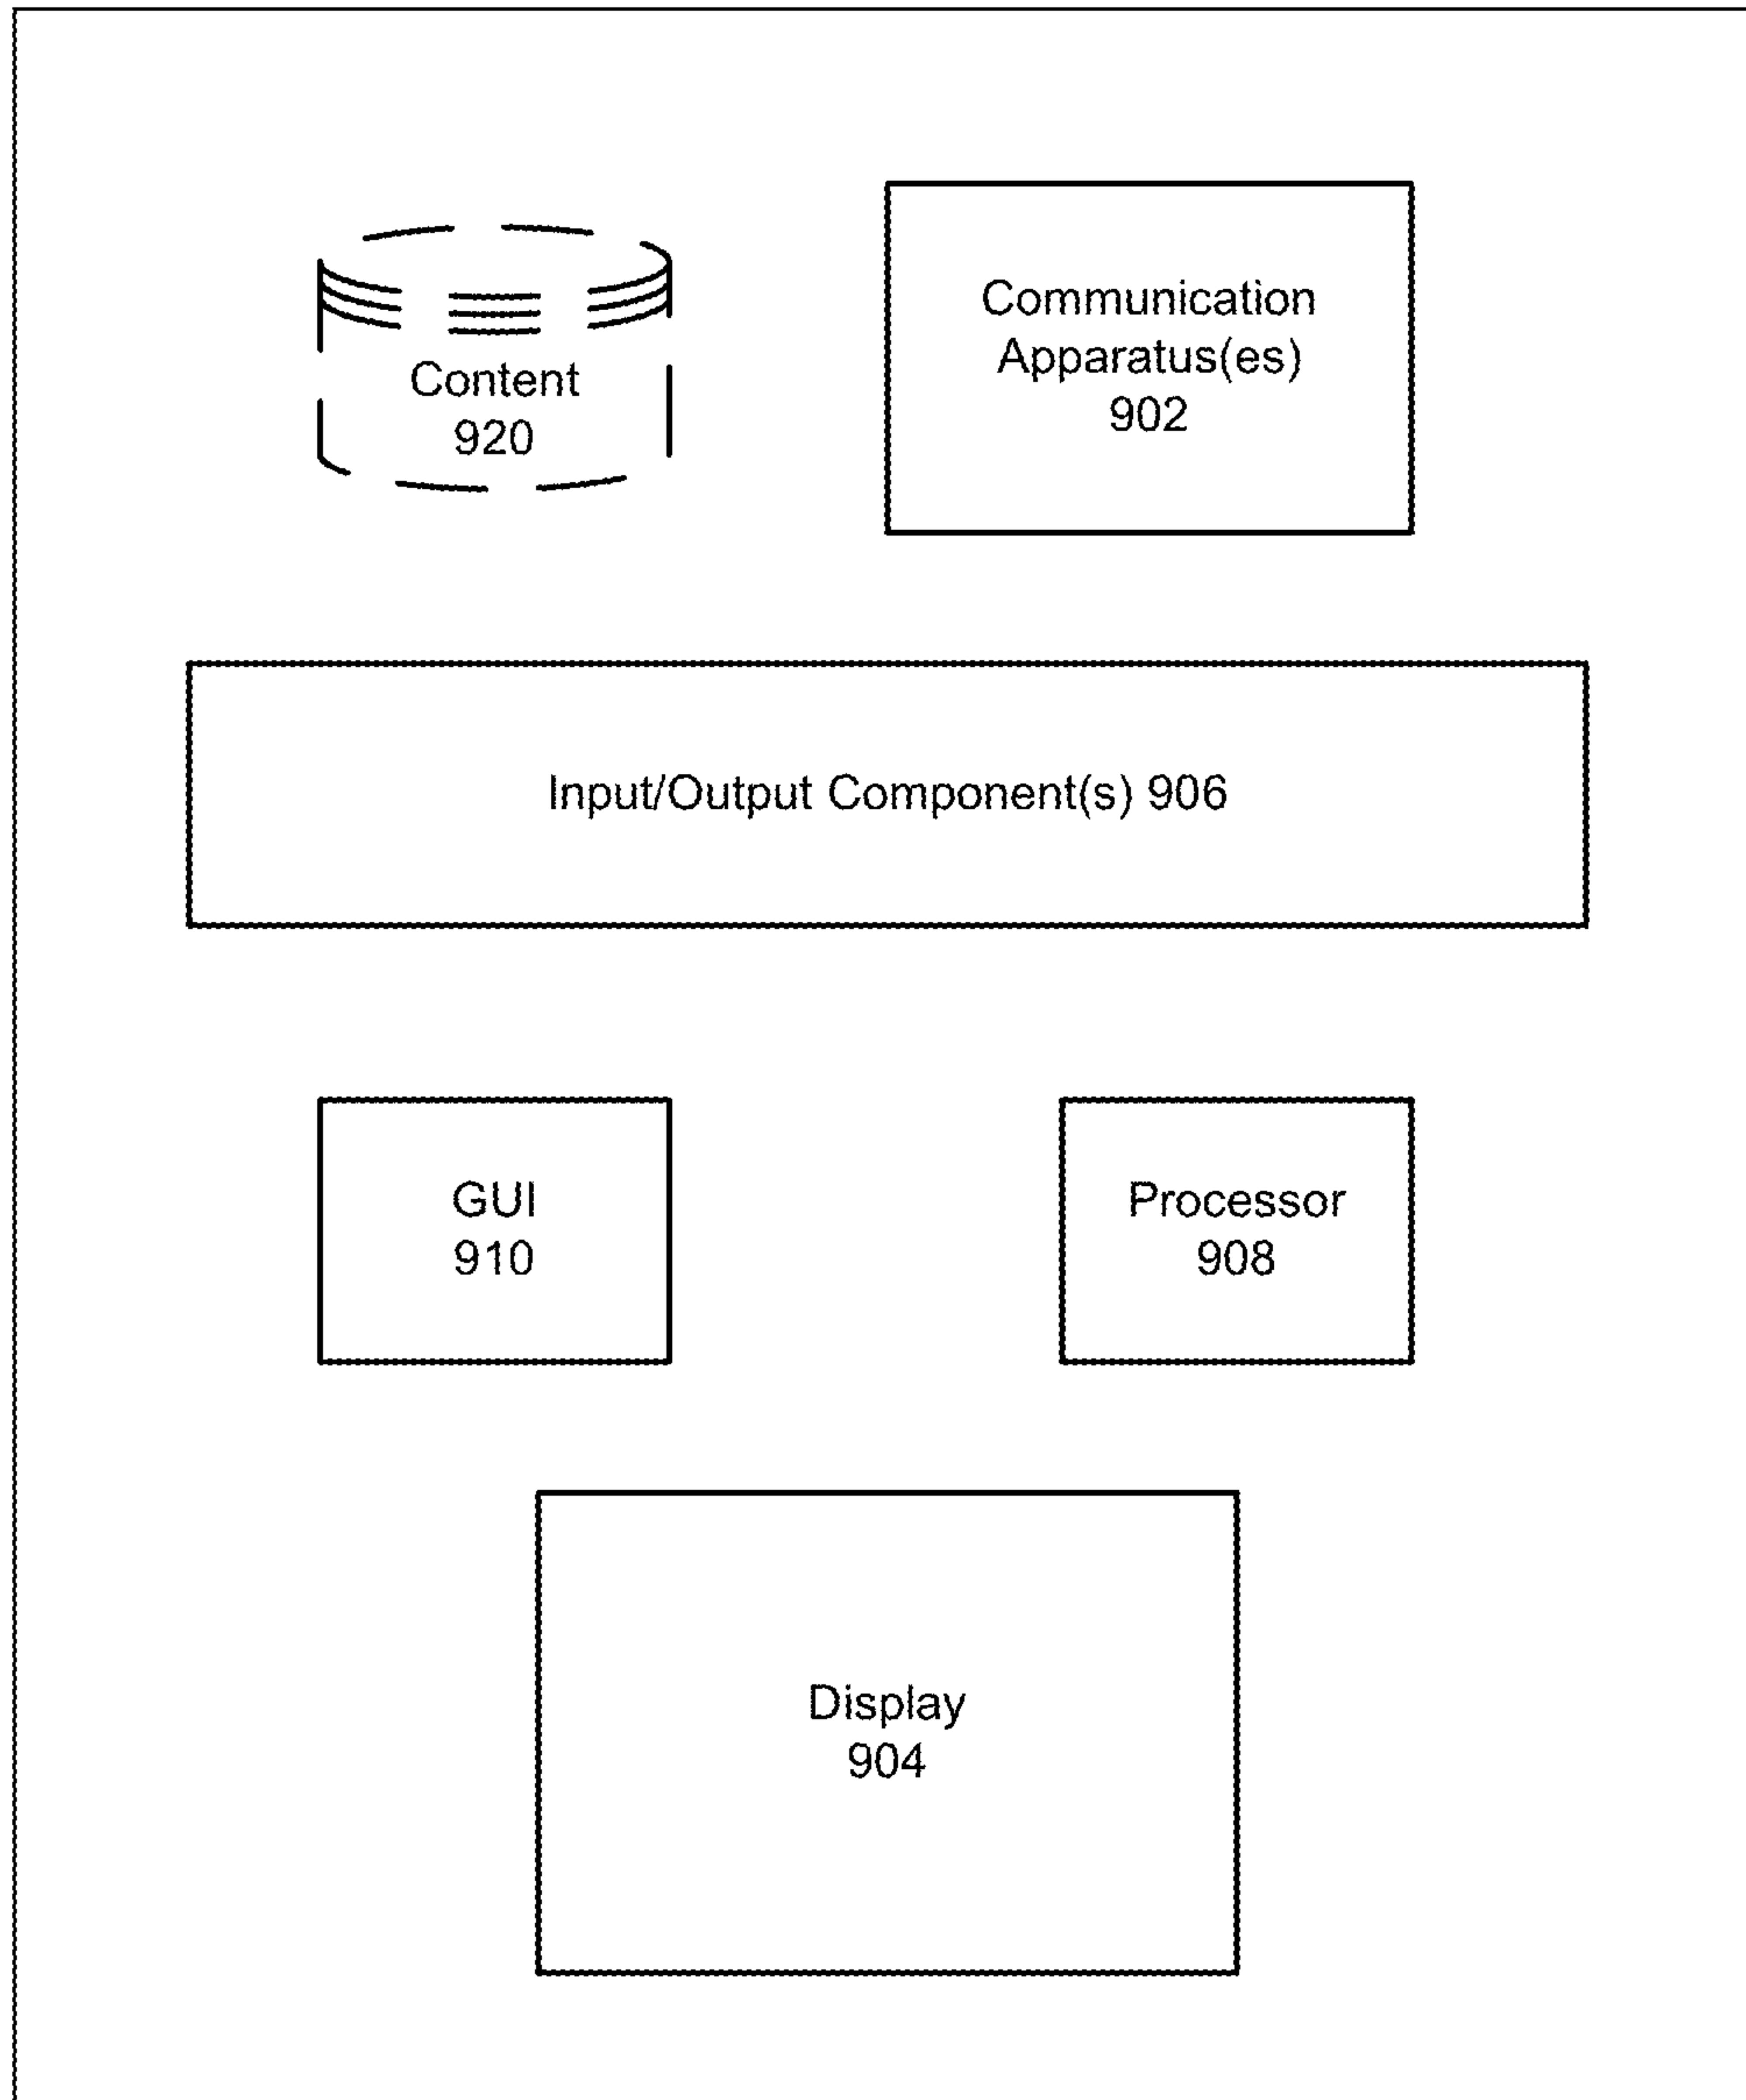 Content
920
Communication
Apparatus(es)
902
Input/Output Component(s) 906
GUI
910
Processor
908
Display
904